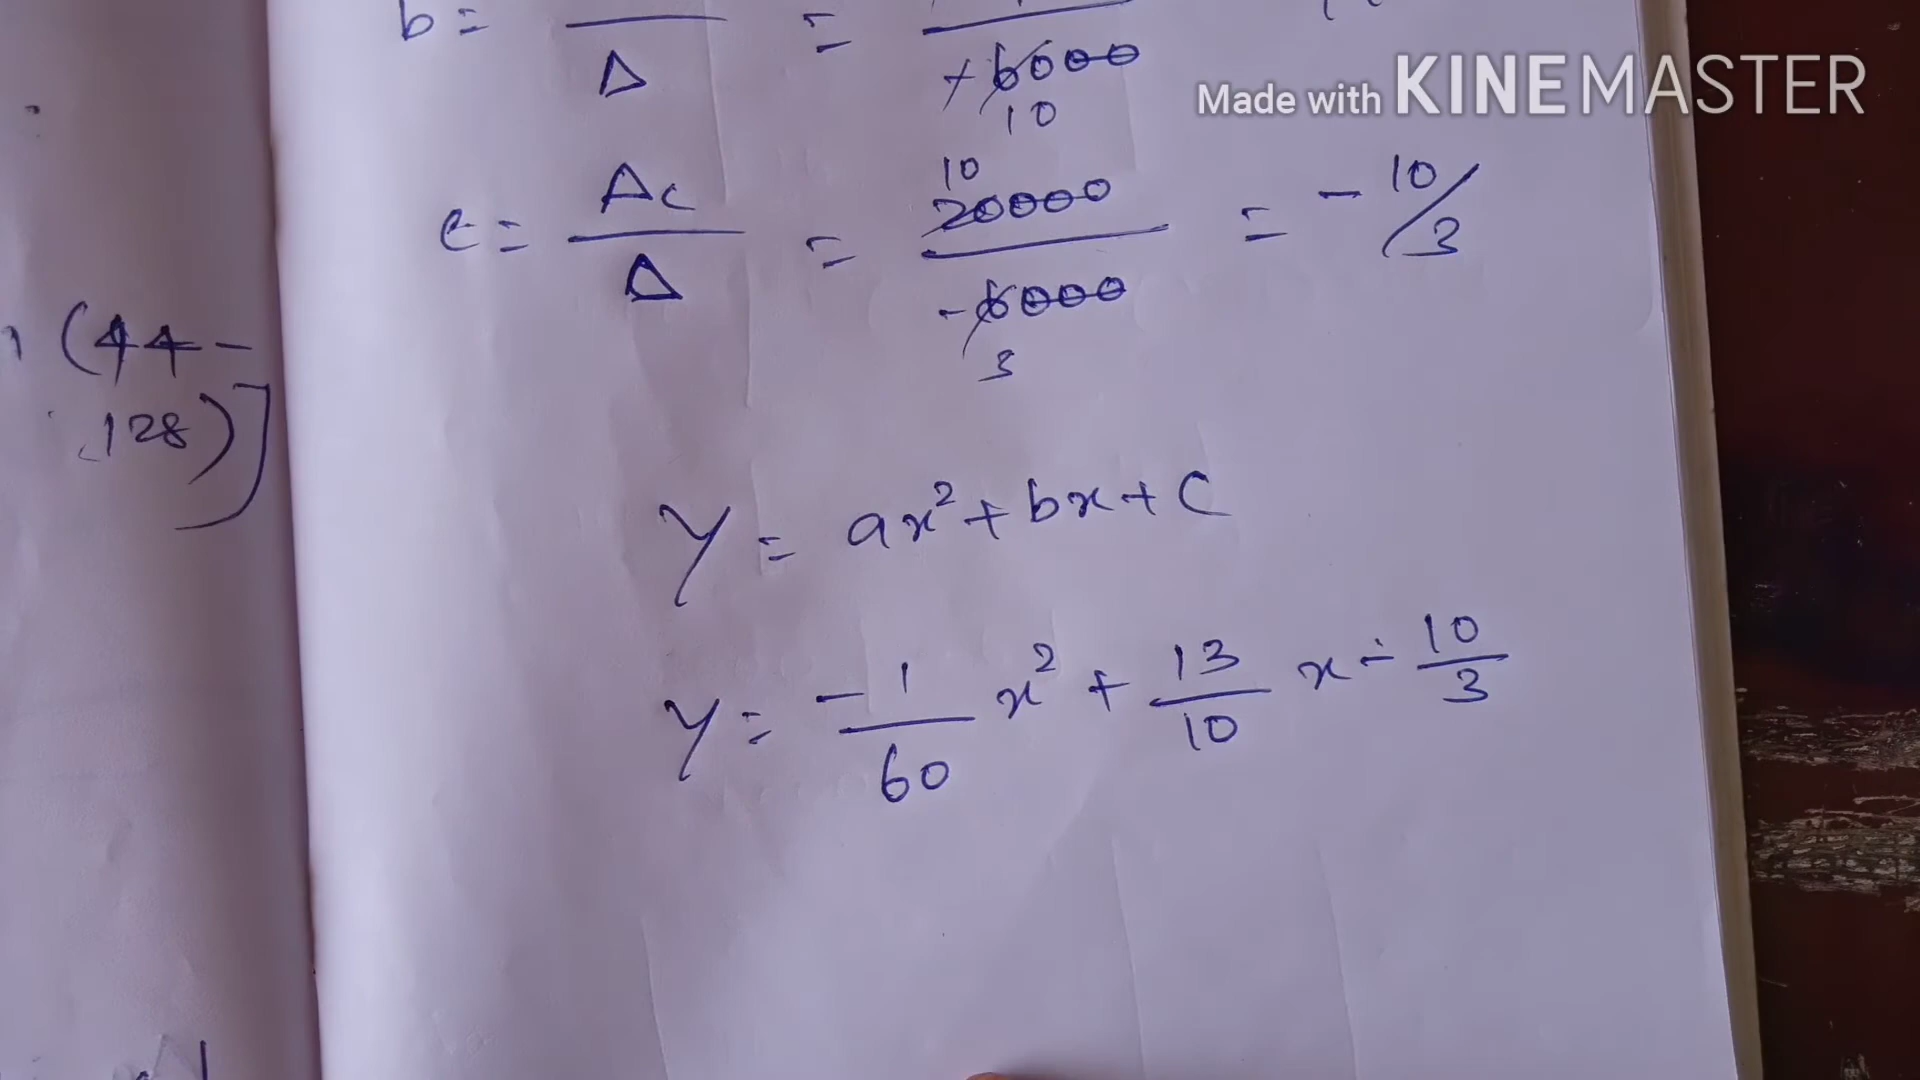 b = Δ = +6000
10
Made with KINEMASTER
10
c = Δc / Δ = 20000 / -6000 = - 10/3
3
(44 -
128)]
y = ax² + bx + c
y = -1/60 x² + 13/10 x - 10/3